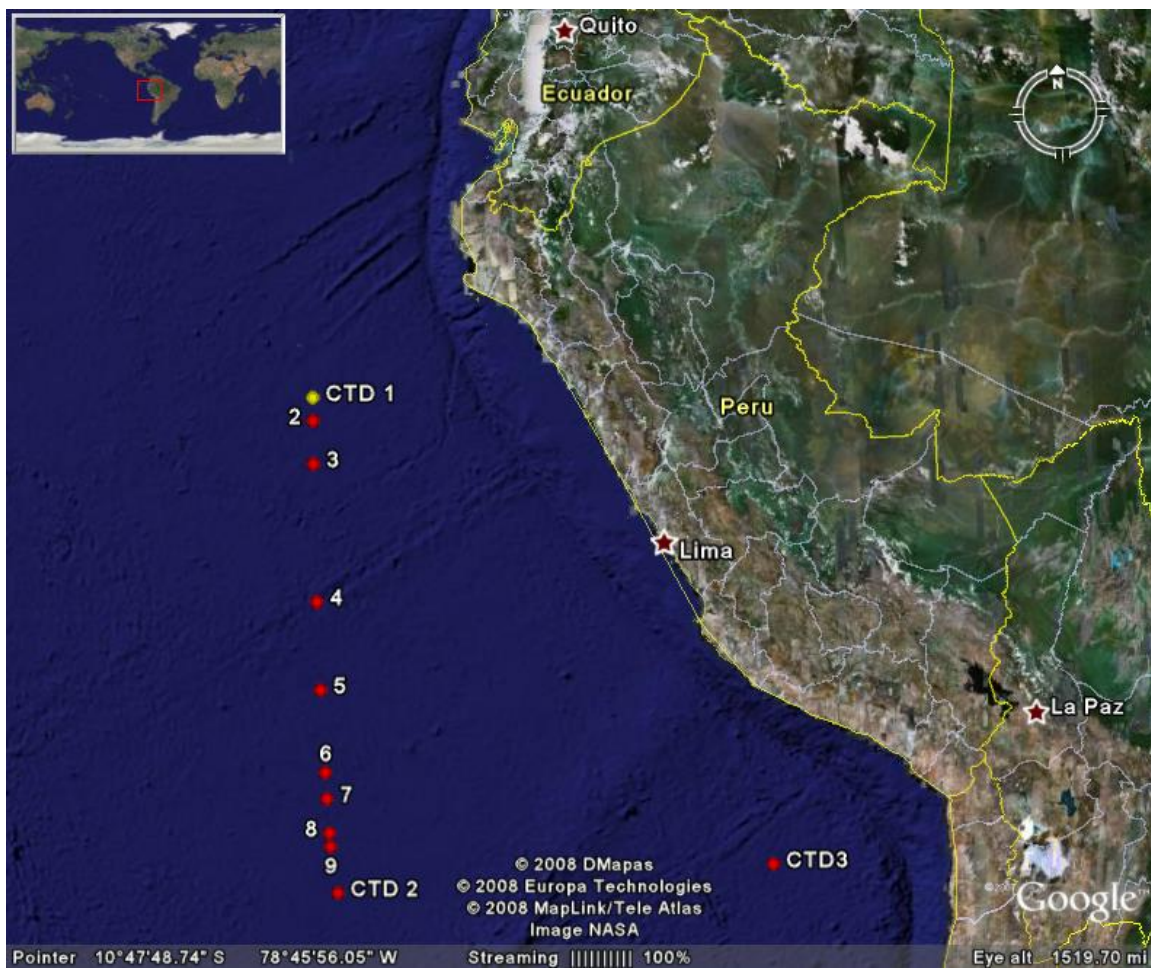 Quito
Ecuador
N
CTD 1
2
3
Peru
Lima
4
5
La Paz
6
7
8
9
CTD 2
CTD3
© 2008 DMapas
© 2008 Europa Technologies
© 2008 MapLink/Tele Atlas
Image NASA
Google
Pointer 10°47'48.74" S 78°45'56.05" W Streaming ||||||||| 100% Eye alt 1519.70 mi